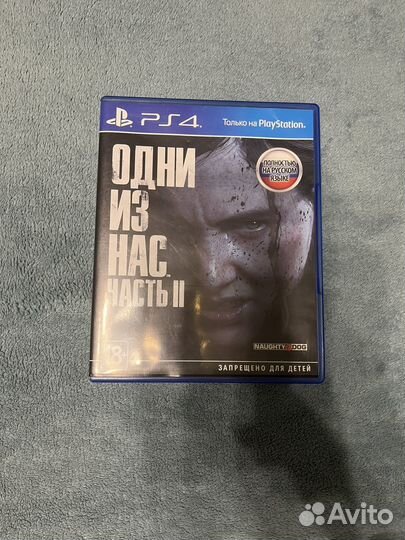 PS4
Только на PlayStation
ПОЛНОСТЬЮ
НА РУССКОМ
ЯЗЫКЕ
ОДНИ
ИЗ
НАС
ЧАСТЬ II
18+
NAUGHTY DOG
ЗАПРЕЩЕНО ДЛЯ ДЕТЕЙ
Avito